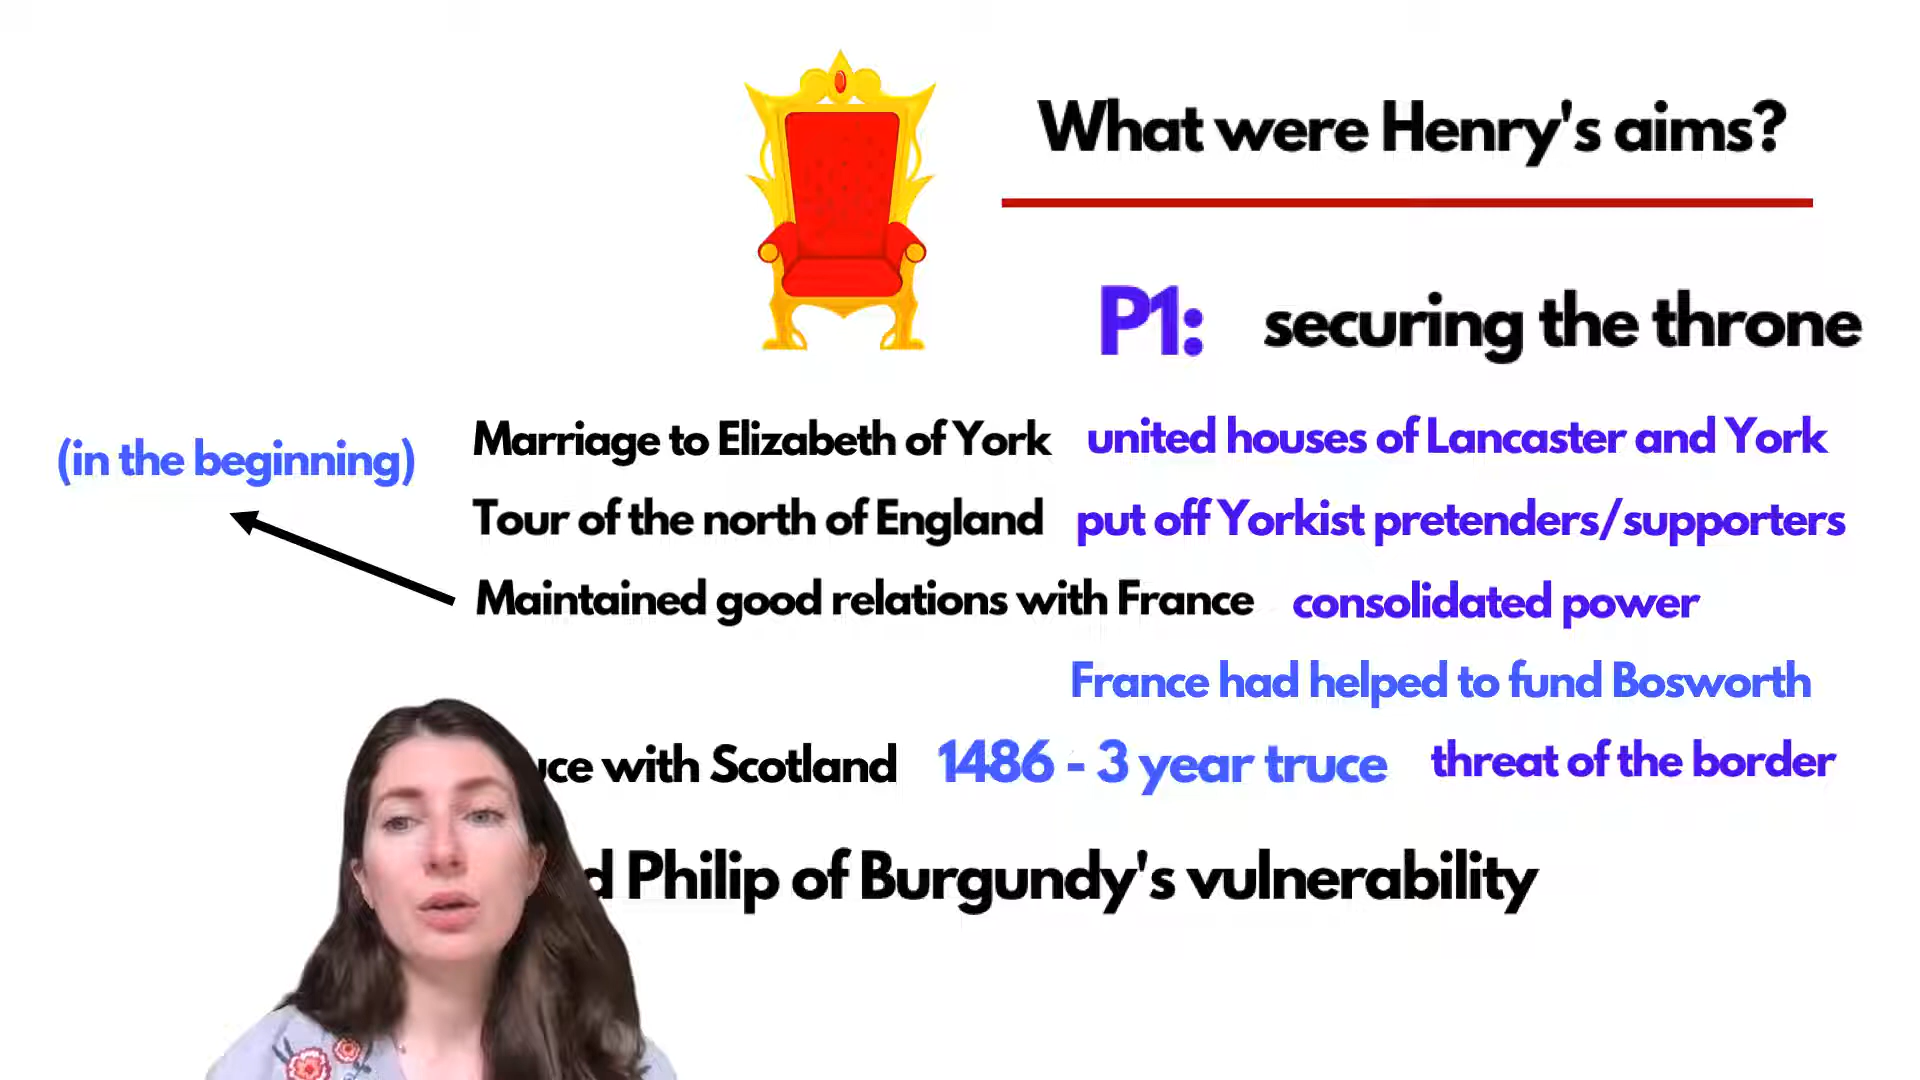 What were Henry's aims?
P1: securing the throne
(in the beginning)
Marriage to Elizabeth of York united houses of Lancaster and York
Tour of the north of England put off Yorkist pretenders/supporters
Maintained good relations with France consolidated power
France had helped to fund Bosworth
with Scotland 1486 - 3 year truce threat of the border
Philip of Burgundy's vulnerability